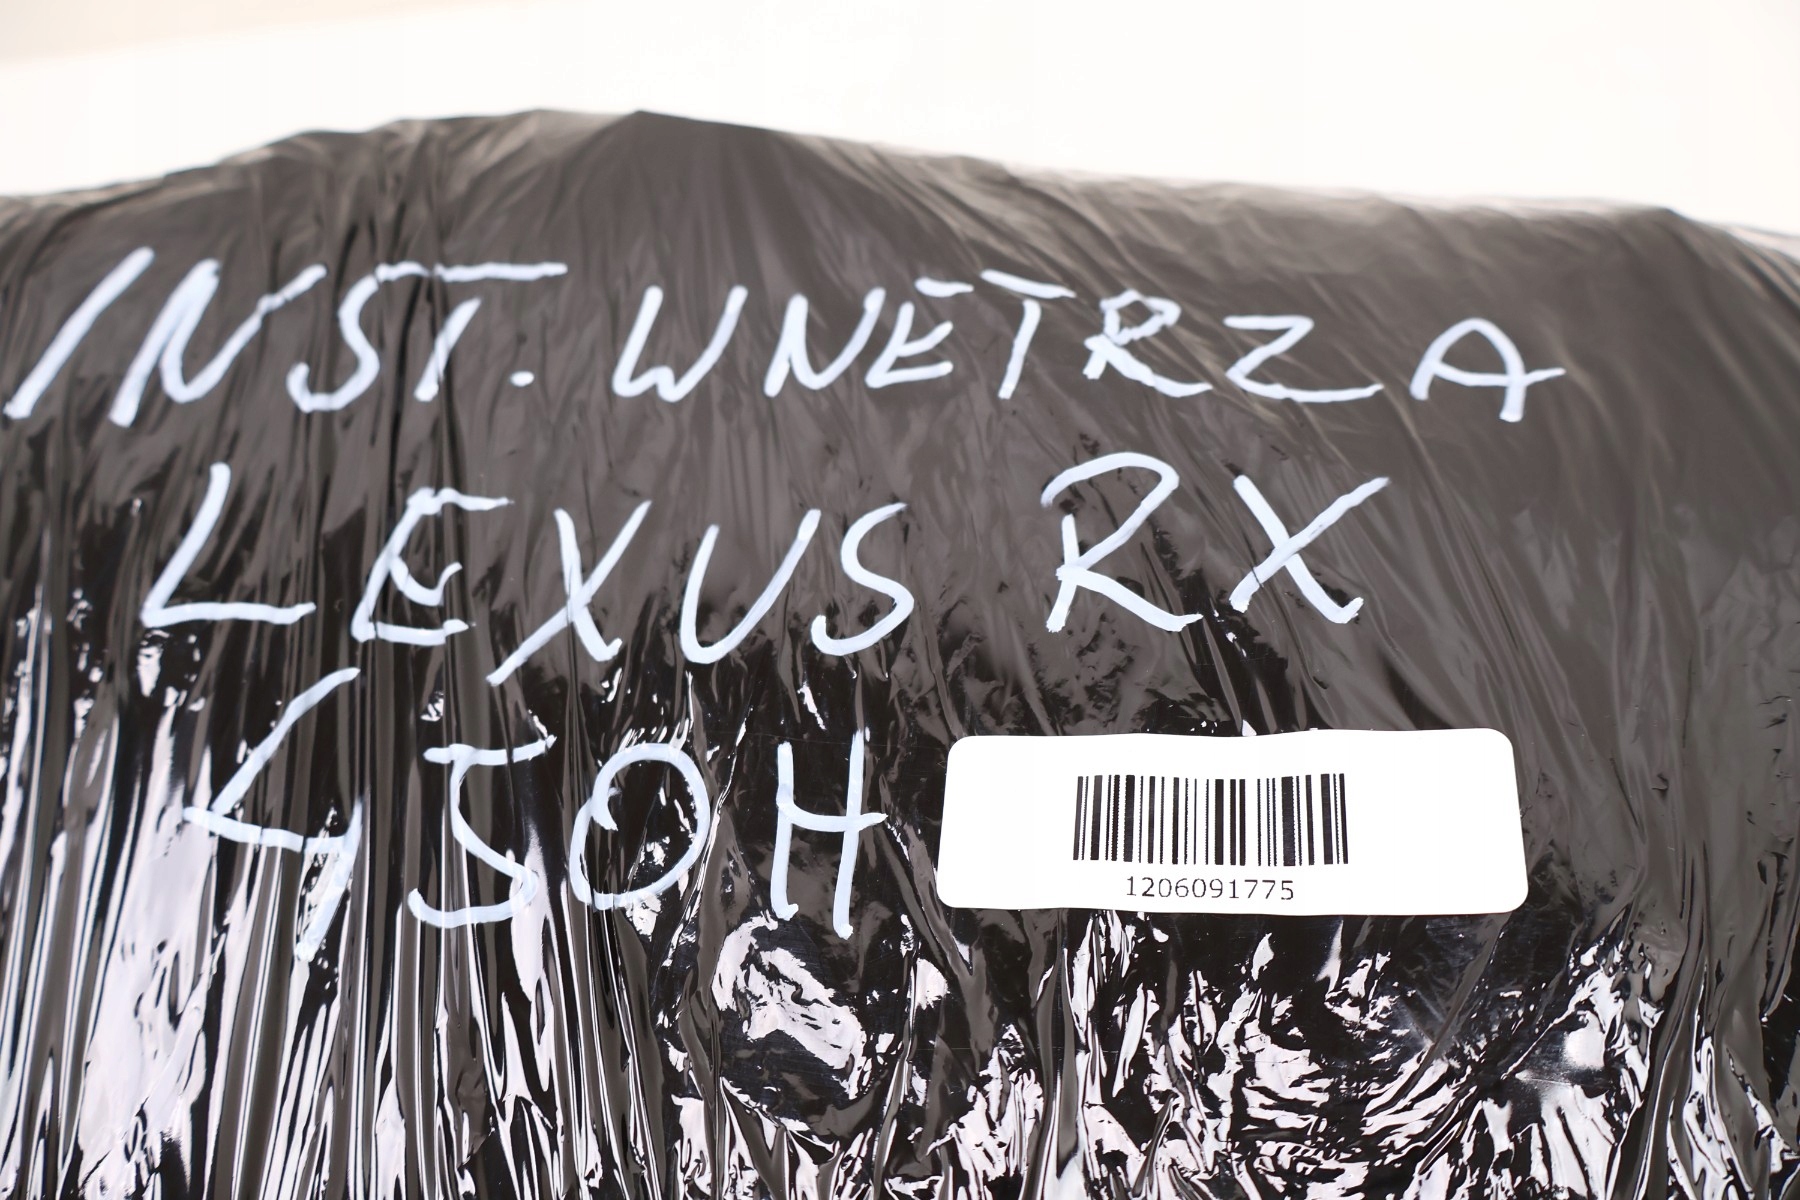 INST. WNETRZA
LEXUS RX
450H
1206091775